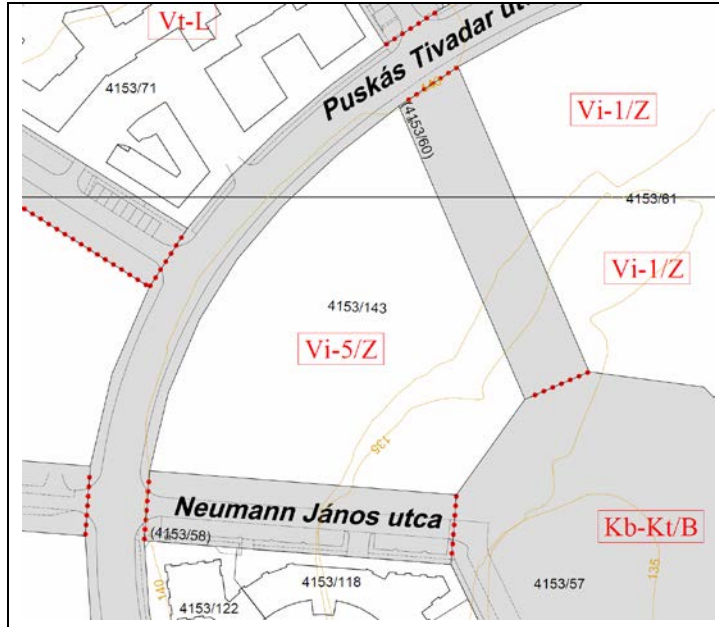 Vt-L
Puskás Tivadar
4153/71
140
(4153/60)
Vi-1/Z
4153/61
Vi-1/Z
4153/143
Vi-5/Z
135
Neumann János utca
(4153/58)
Kb-Kt/B
135
4153/118
4153/57
140
4153/122